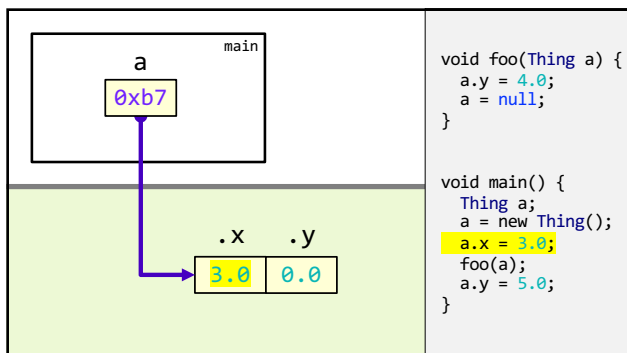 main
a
0xb7
.x .y
3.0 0.0
void foo(Thing a) {
a.y = 4.0;
a = null;
}
void main() {
Thing a;
a = new Thing();
a.x = 3.0;
foo(a);
a.y = 5.0;
}